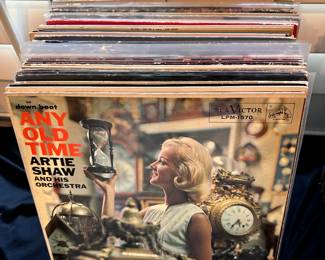 down beat
ANY
OLD
TIME
ARTIE
SHAW
AND HIS
ORCHESTRA
RCA VICTOR
LPM-1570